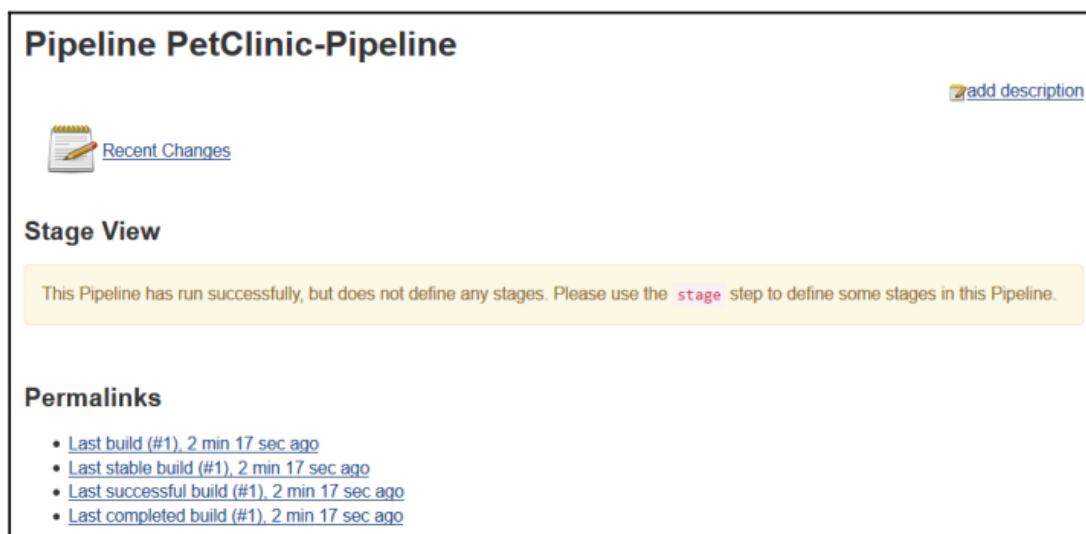 Pipeline PetClinic-Pipeline
add description
Recent Changes
Stage View
This Pipeline has run successfully, but does not define any stages. Please use the stage step to define some stages in this Pipeline.
Permalinks
Last build (#1), 2 min 17 sec ago
Last stable build (#1), 2 min 17 sec ago
Last successful build (#1), 2 min 17 sec ago
Last completed build (#1), 2 min 17 sec ago